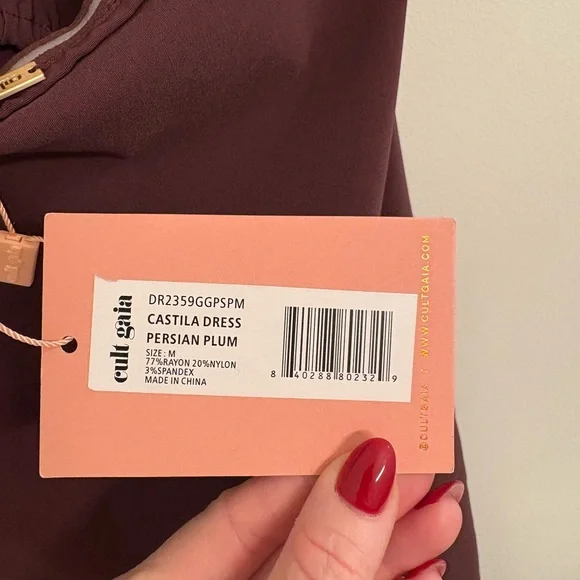 cult gaia
DR2359GGPSPM
CASTILA DRESS
PERSIAN PLUM
SIZE : M
77%RAYON 20%NYLON
3%SPANDEX
MADE IN CHINA
8 40288 80232 9
@CULTGAIA / WWW.CULTGAIA.COM